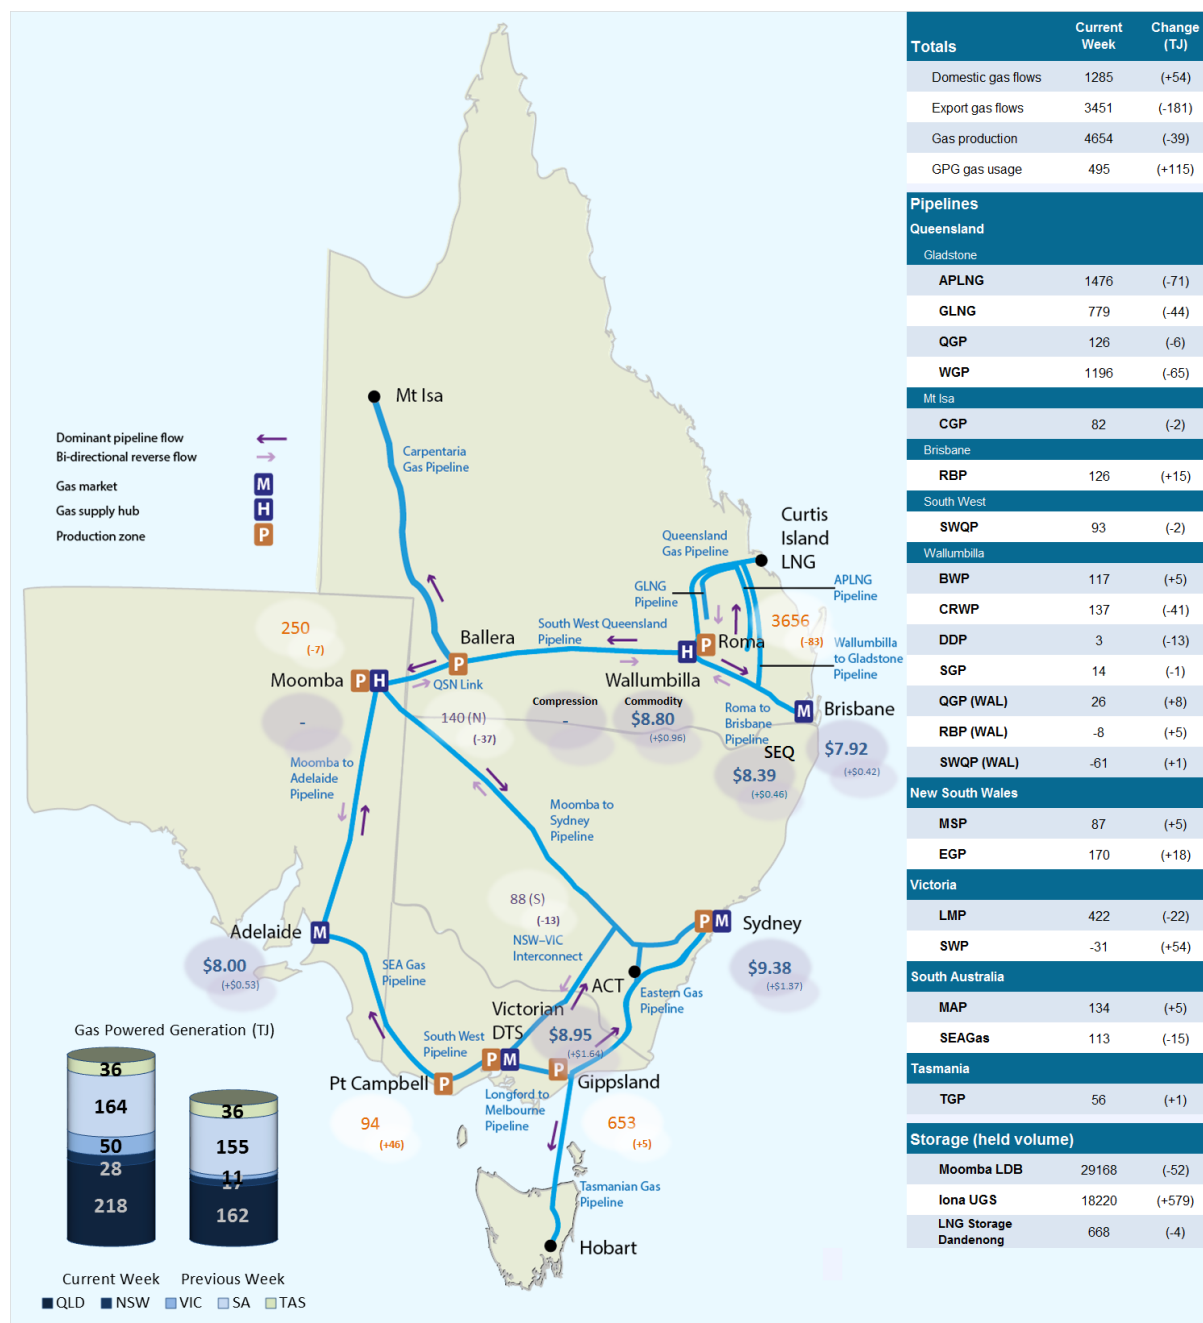 Mt Isa
Dominant pipeline flow
Bi-directional reverse flow
Gas market
M
Gas supply hub
H
Production zone
P
Carpentaria
Gas Pipeline
Curtis
Island
LNG
Queensland
Gas Pipeline
GLNG
Pipeline
APLNG
Pipeline
3656
(-83)
South West Queensland
Pipeline
250
(-7)
Ballera
P
H
P
Roma
Wallumbilla
to Gladstone
Pipeline
Moomba
P
H
QSN Link
Wallumbilla
Compression
-
Commodity
$8.80
(+$0.96)
Roma to
Brisbane
Pipeline
M
Brisbane
-
140 (N)
(-37)
SEQ
$8.39
(+$0.46)
$7.92
(+$0.42)
Moomba to
Adelaide
Pipeline
Moomba to
Sydney
Pipeline
88 (S)
(-13)
NSW–VIC
Interconnect
Adelaide
M
$8.00
(+$0.53)
SEA Gas
Pipeline
P
M
Sydney
$9.38
(+$1.37)
ACT
Eastern Gas
Pipeline
Victorian
DTS
$8.95
(+$1.64)
South West
Pipeline
P
M
P
Gippsland
Pt Campbell
P
Longford to
Melbourne
Pipeline
94
(+46)
653
(+5)
Tasmanian Gas
Pipeline
Hobart
Gas Powered Generation (TJ)
36
164
50
28
218
36
155
11
17
162
Current Week
Previous Week
QLD
NSW
VIC
SA
TAS
Totals Current Week Change (TJ)
Domestic gas flows 1285 (+54)
Export gas flows 3451 (-181)
Gas production 4654 (-39)
GPG gas usage 495 (+115)
Pipelines
Queensland
Gladstone
APLNG 1476 (-71)
GLNG 779 (-44)
QGP 126 (-6)
WGP 1196 (-65)
Mt Isa
CGP 82 (-2)
Brisbane
RBP 126 (+15)
South West
SWQP 93 (-2)
Wallumbilla
BWP 117 (+5)
CRWP 137 (-41)
DDP 3 (-13)
SGP 14 (-1)
QGP (WAL) 26 (+8)
RBP (WAL) -8 (+5)
SWQP (WAL) -61 (+1)
New South Wales
MSP 87 (+5)
EGP 170 (+18)
Victoria
LMP 422 (-22)
SWP -31 (+54)
South Australia
MAP 134 (+5)
SEAGas 113 (-15)
Tasmania
TGP 56 (+1)
Storage (held volume)
Moomba LDB 29168 (-52)
Iona UGS 18220 (+579)
LNG Storage Dandenong 668 (-4)